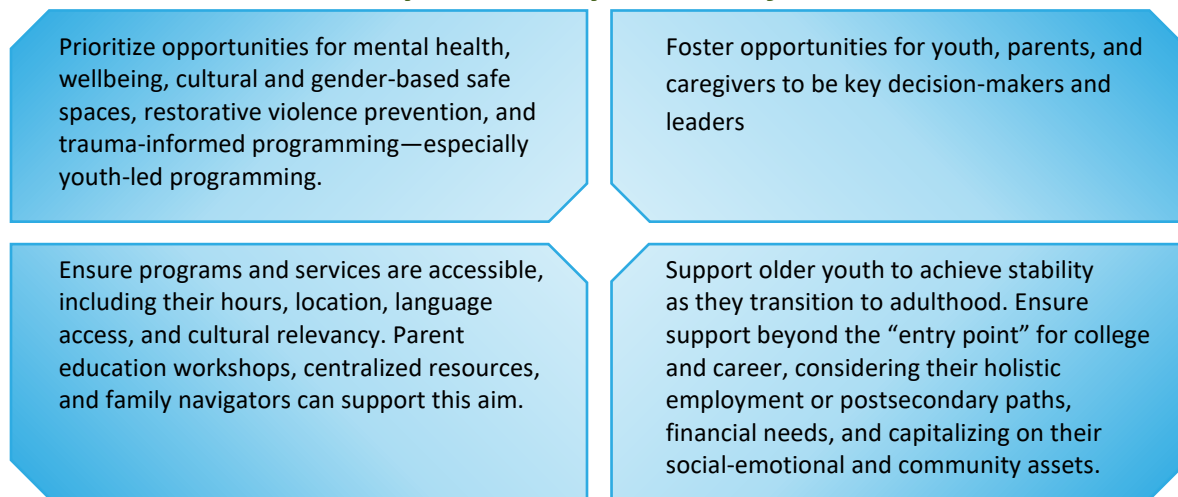 Prioritize opportunities for mental health,
wellbeing, cultural and gender-based safe
spaces, restorative violence prevention, and
trauma-informed programming—especially
youth-led programming.
Foster opportunities for youth, parents, and
caregivers to be key decision-makers and
leaders
Ensure programs and services are accessible,
including their hours, location, language
access, and cultural relevancy. Parent
education workshops, centralized resources,
and family navigators can support this aim.
Support older youth to achieve stability
as they transition to adulthood. Ensure
support beyond the “entry point” for college
and career, considering their holistic
employment or postsecondary paths,
financial needs, and capitalizing on their
social-emotional and community assets.